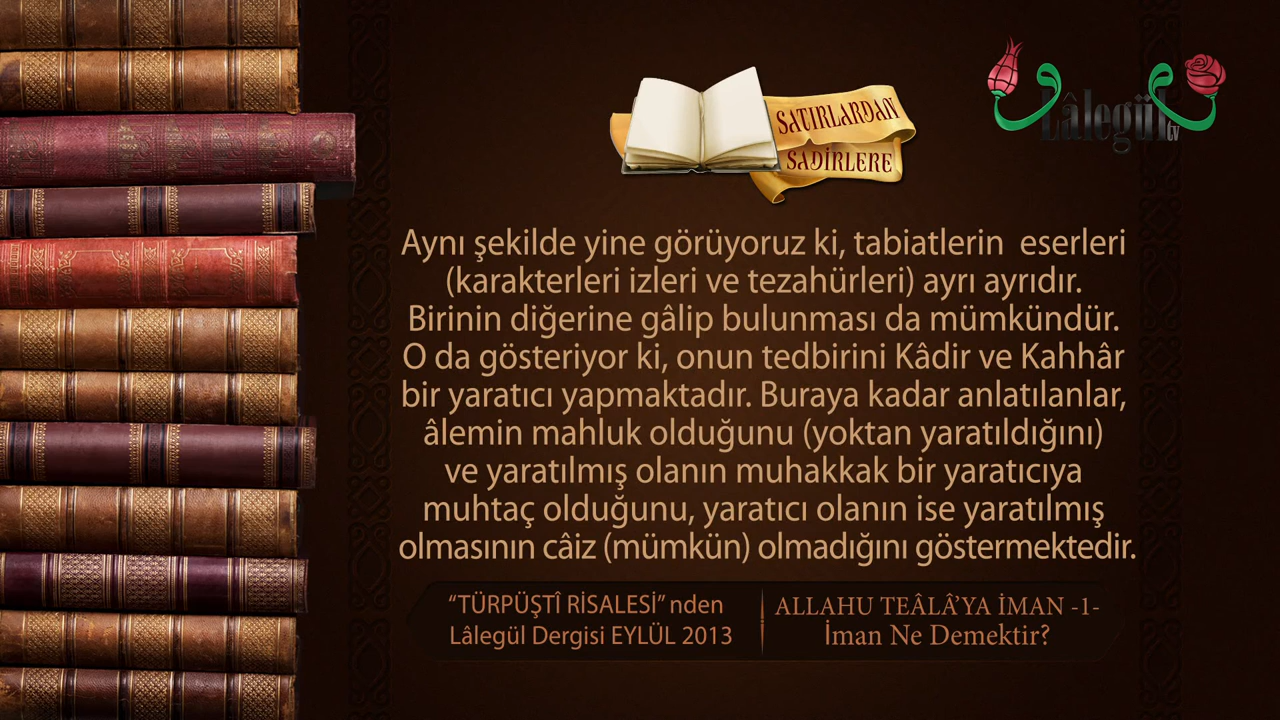 SATIRLARDAN
SADİRLERE
Lâlegül tv
Aynı şekilde yine görüyoruz ki, tabiatlerin eserleri
(karakterleri izleri ve tezahürleri) ayrı ayrıdır.
Birinin diğerine gâlip bulunması da mümkündür.
O da gösteriyor ki, onun tedbirini Kâdir ve Kahhâr
bir yaratıcı yapmaktadır. Buraya kadar anlatılanlar,
âlemin mahluk olduğunu (yoktan yaratıldığını)
ve yaratılmış olanın muhakkak bir yaratıcıya
muhtaç olduğunu, yaratıcı olanın ise yaratılmış
olmasının câiz (mümkün) olmadığını göstermektedir.
“TÜRPÜŞTÎ RİSALESİ” nden
Lâlegül Dergisi EYLÜL 2013
ALLAHU TEÂLÂ’YA İMAN -1-
İman Ne Demektir?